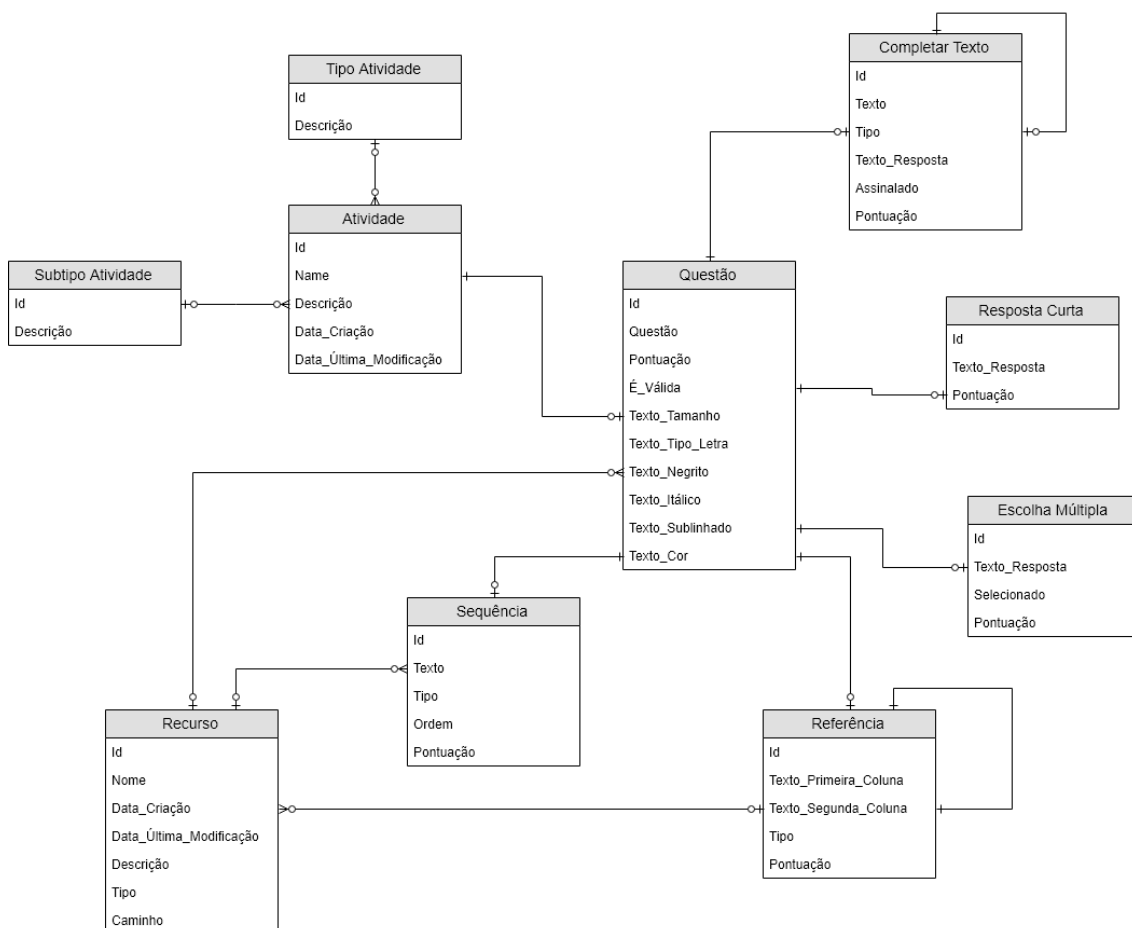 Completar Texto
Id
Texto
Tipo
Texto_Resposta
Assinalado
Pontuação
Tipo Atividade
Id
Descrição
Atividade
Id
Name
Descrição
Data_Criação
Data_Última_Modificação
Subtipo Atividade
Id
Descrição
Questão
Id
Questão
Pontuação
É_Válida
Texto_Tamanho
Texto_Tipo_Letra
Texto_Negrito
Texto_Itálico
Texto_Sublinhado
Texto_Cor
Resposta Curta
Id
Texto_Resposta
Pontuação
Escolha Múltipla
Id
Texto_Resposta
Selecionado
Pontuação
Sequência
Id
Texto
Tipo
Ordem
Pontuação
Recurso
Id
Nome
Data_Criação
Data_Última_Modificação
Descrição
Tipo
Caminho
Referência
Id
Texto_Primeira_Coluna
Texto_Segunda_Coluna
Tipo
Pontuação